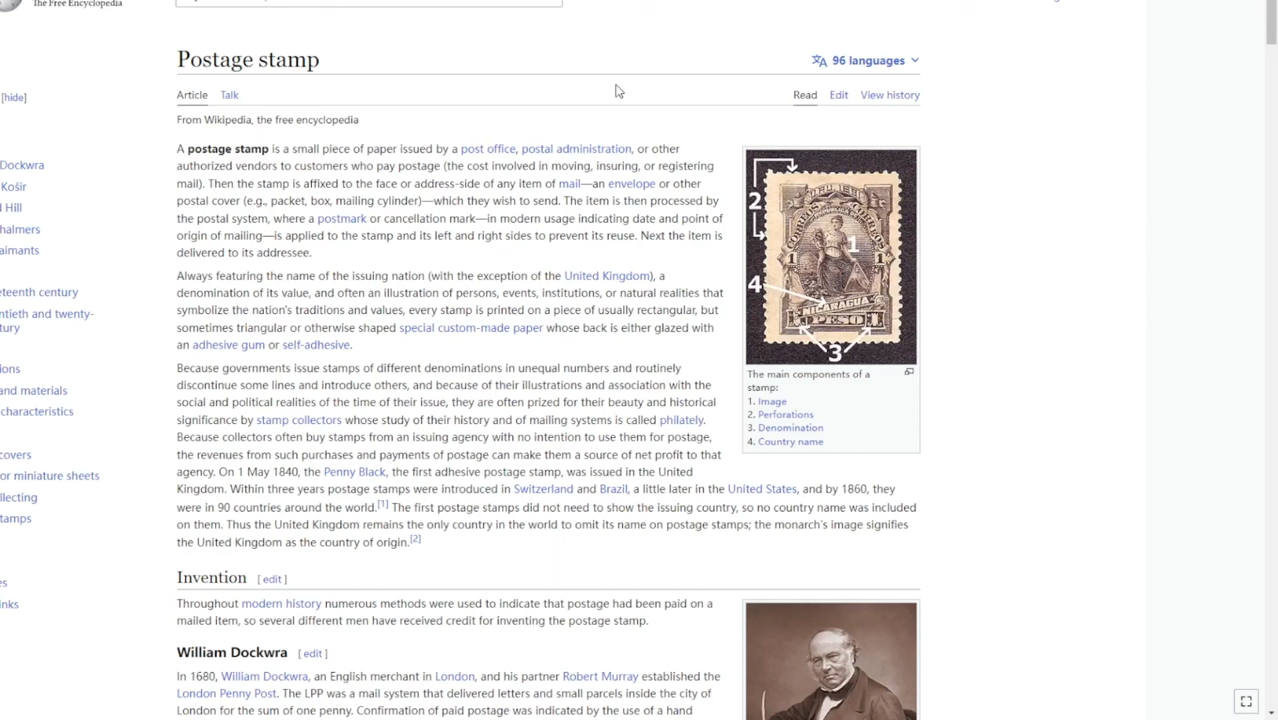 The Free Encyclopedia
Postage stamp
96 languages
Article Talk Read Edit View history
From Wikipedia, the free encyclopedia
[hide]
Dockwra
Košir
Hill
halmers
aimants
teenth century
ntieth and twenty-
tury
ions
and materials
characteristics
covers
or miniature sheets
llecting
tamps
es
inks
A postage stamp is a small piece of paper issued by a post office, postal administration, or other
authorized vendors to customers who pay postage (the cost involved in moving, insuring, or registering
mail). Then the stamp is affixed to the face or address-side of any item of mail—an envelope or other
postal cover (e.g., packet, box, mailing cylinder)—which they wish to send. The item is then processed by
the postal system, where a postmark or cancellation mark—in modern usage indicating date and point of
origin of mailing—is applied to the stamp and its left and right sides to prevent its reuse. Next the item is
delivered to its addressee.
Always featuring the name of the issuing nation (with the exception of the United Kingdom), a
denomination of its value, and often an illustration of persons, events, institutions, or natural realities that
symbolize the nation's traditions and values, every stamp is printed on a piece of usually rectangular, but
sometimes triangular or otherwise shaped special custom-made paper whose back is either glazed with
an adhesive gum or self-adhesive.
Because governments issue stamps of different denominations in unequal numbers and routinely
discontinue some lines and introduce others, and because of their illustrations and association with the
social and political realities of the time of their issue, they are often prized for their beauty and historical
significance by stamp collectors whose study of their history and of mailing systems is called philately.
Because collectors often buy stamps from an issuing agency with no intention to use them for postage,
the revenues from such purchases and payments of postage can make them a source of net profit to that
agency. On 1 May 1840, the Penny Black, the first adhesive postage stamp, was issued in the United
Kingdom. Within three years postage stamps were introduced in Switzerland and Brazil, a little later in the United States, and by 1860, they
were in 90 countries around the world.[1] The first postage stamps did not need to show the issuing country, so no country name was included
on them. Thus the United Kingdom remains the only country in the world to omit its name on postage stamps; the monarch's image signifies
the United Kingdom as the country of origin.[2]
2
1
1 1
4
NICARAGUA
1 PESO 1
3
The main components of a
stamp:
1. Image
2. Perforations
3. Denomination
4. Country name
Invention [ edit ]
Throughout modern history numerous methods were used to indicate that postage had been paid on a
mailed item, so several different men have received credit for inventing the postage stamp.
William Dockwra [ edit ]
In 1680, William Dockwra, an English merchant in London, and his partner Robert Murray established the
London Penny Post. The LPP was a mail system that delivered letters and small parcels inside the city of
London for the sum of one penny. Confirmation of paid postage was indicated by the use of a hand